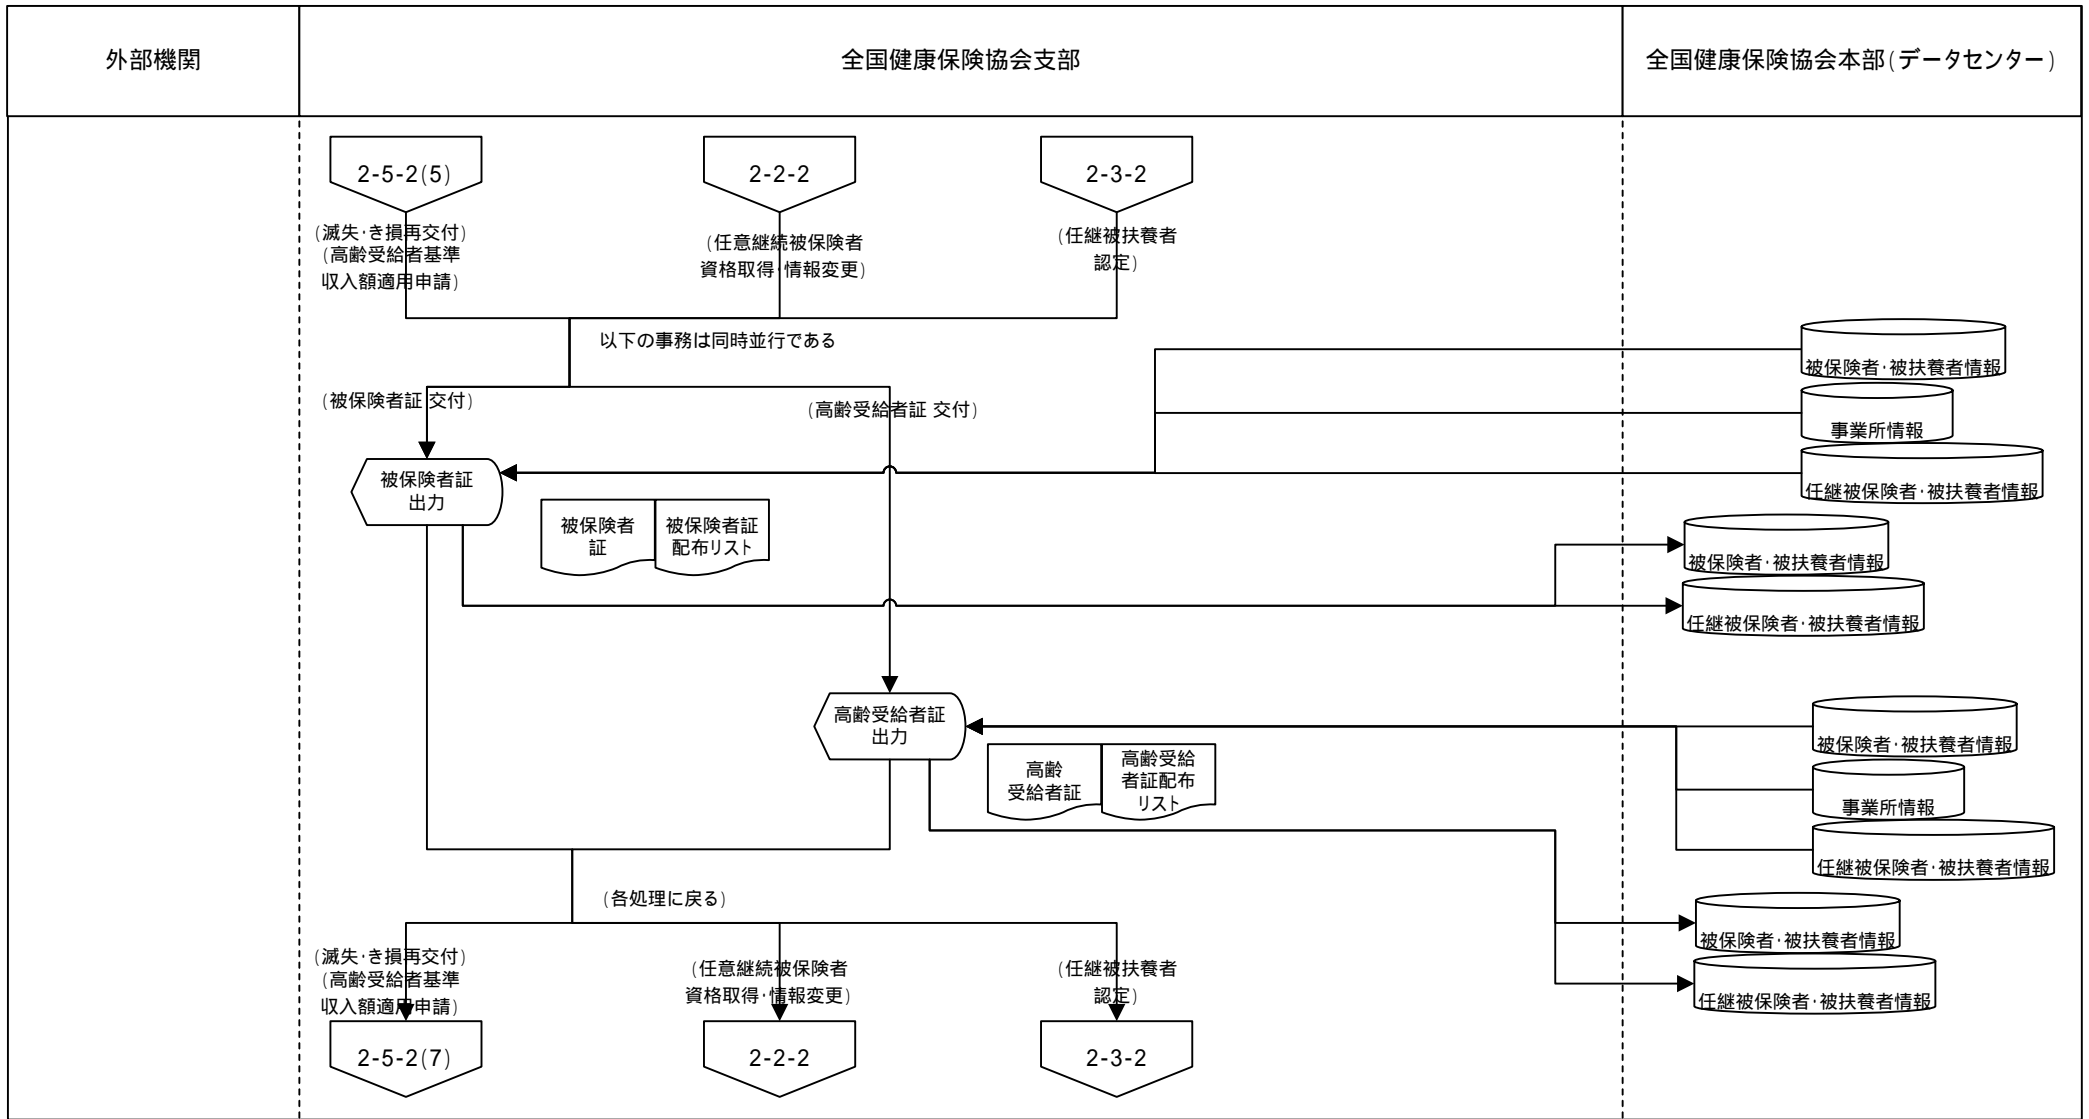 外部機関
全国健康保険協会支部
全国健康保険協会本部(データセンター)
2-5-2(5)
2-2-2
2-3-2
(滅失・き損再交付)
(高齢受給者基準
収入額適用申請)
(任意継続被保険者
資格取得・情報変更)
(任継被扶養者
認定)
以下の事務は同時並行である
(被保険者証 交付)
(高齢受給者証 交付)
被保険者・被扶養者情報
事業所情報
任継被保険者・被扶養者情報
被保険者証
出力
被保険者
証
被保険者証
配布リスト
被保険者・被扶養者情報
任継被保険者・被扶養者情報
高齢受給者証
出力
高齢
受給者証
高齢受給
者証配布
リスト
被保険者・被扶養者情報
事業所情報
任継被保険者・被扶養者情報
(各処理に戻る)
被保険者・被扶養者情報
任継被保険者・被扶養者情報
(滅失・き損再交付)
(高齢受給者基準
収入額適用申請)
(任意継続被保険者
資格取得・情報変更)
(任継被扶養者
認定)
2-5-2(7)
2-2-2
2-3-2